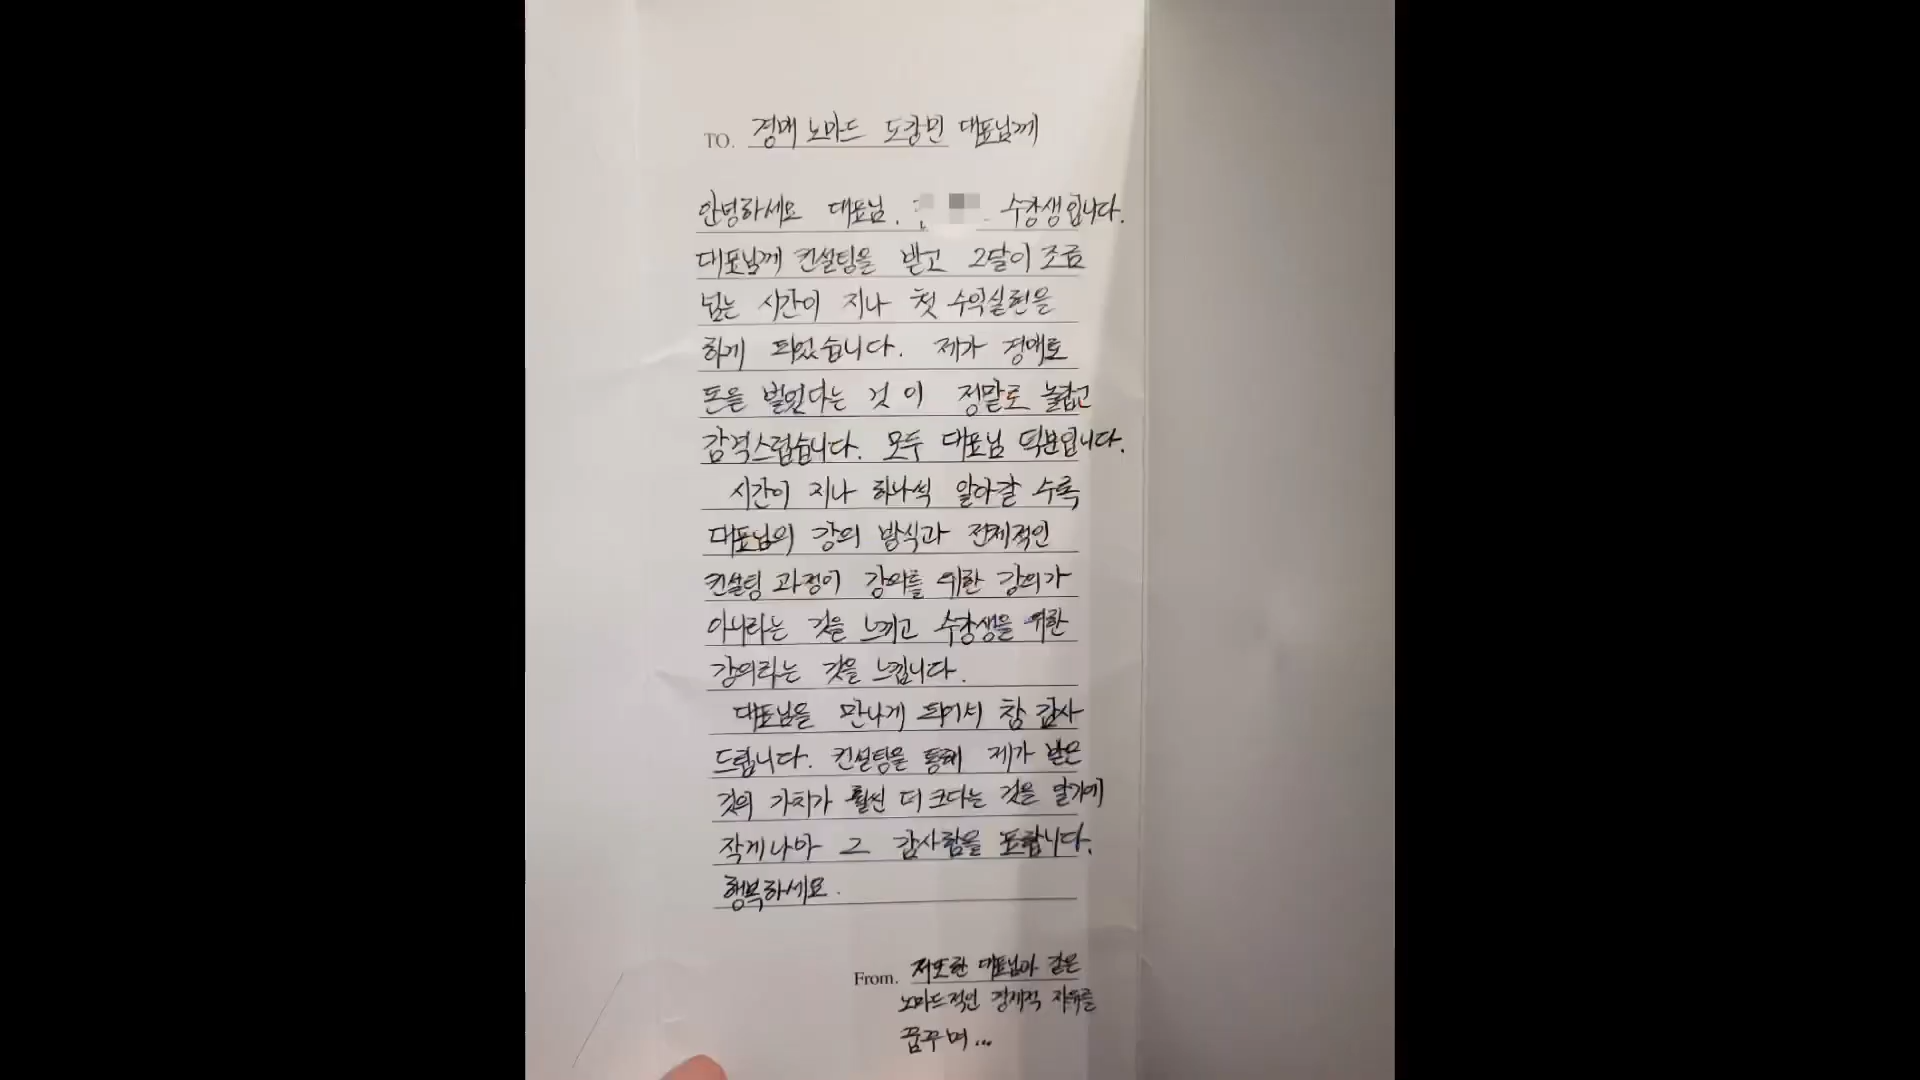 TO. 경매 노마드 도강민 대표님께
안녕하세요 대표님. 수강생입니다.
대표님께 컨설팅을 받고 2달이 조금
넘는 시간이 지나 첫 수익실현을
하게 되었습니다. 제가 경매로
돈을 벌었다는 것이 정말로 놀랍고
감격스럽습니다. 모두 대표님 덕분입니다.
시간이 지나 하나씩 알아갈 수록
대표님의 강의 방식과 전체적인
컨설팅 과정이 강의를 위한 강의가
아니라는 것을 느끼고 수강생을 위한
강의라는 것을 느낍니다.
대표님을 만나게 되어서 참 감사
드립니다. 컨설팅을 통해 제가 받은
것의 가치가 훨씬 더 크다는 것을 알기에
작게나마 그 감사함을 표합니다.
행복하세요.
From. 저또한 대표님과 같은
노마드적인 경제적 자유를
꿈꾸며...